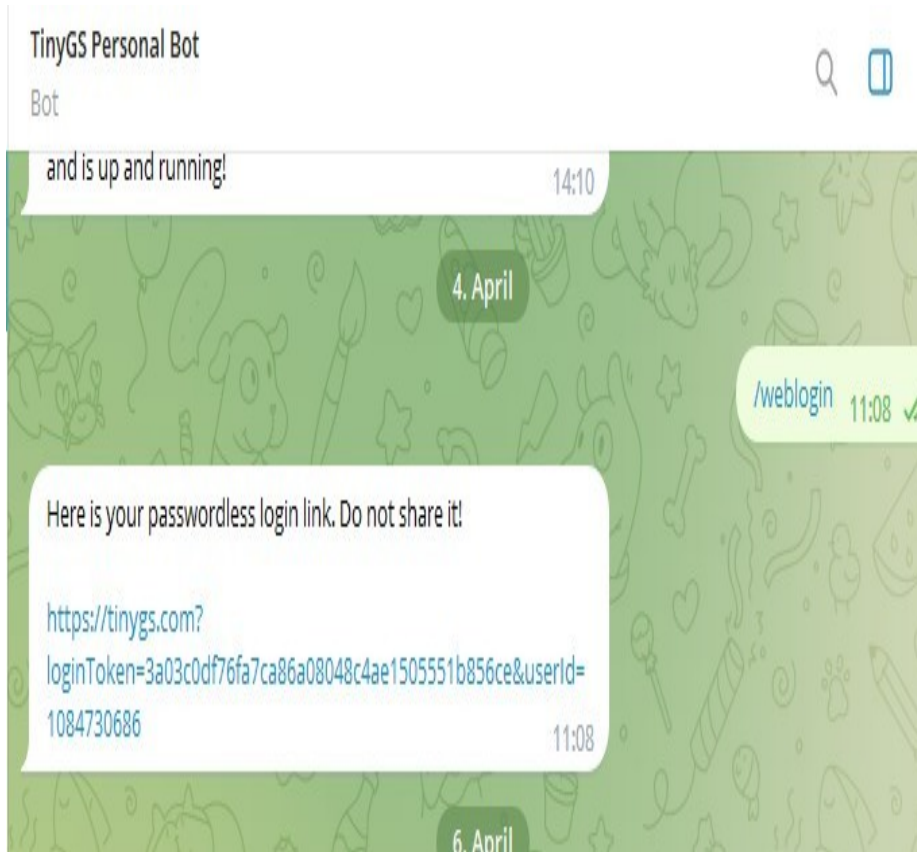 TinyGS Personal Bot
Bot
and is up and running!
14:10
4. April
/weblogin 11:08
Here is your passwordless login link. Do not share it!
https://tinygs.com?
loginToken=3a03c0df76fa7ca86a08048c4ae1505551b856ce&userId=
1084730686
11:08
6. April